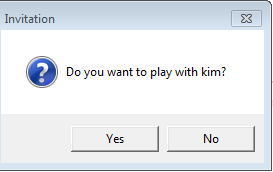 Invitation
Do you want to play with kim?
Yes No